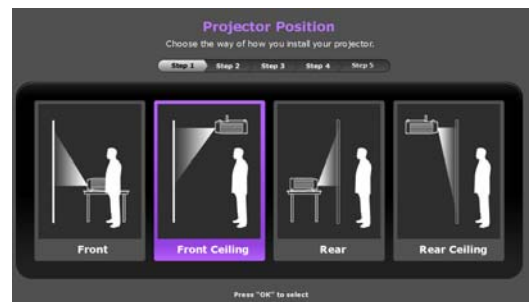 Projector Position
Choose the way of how you install your projector.
Step 1 Step 2 Step 3 Step 4 Step 5
Front Front Ceiling Rear Rear Ceiling
Press "OK" to select